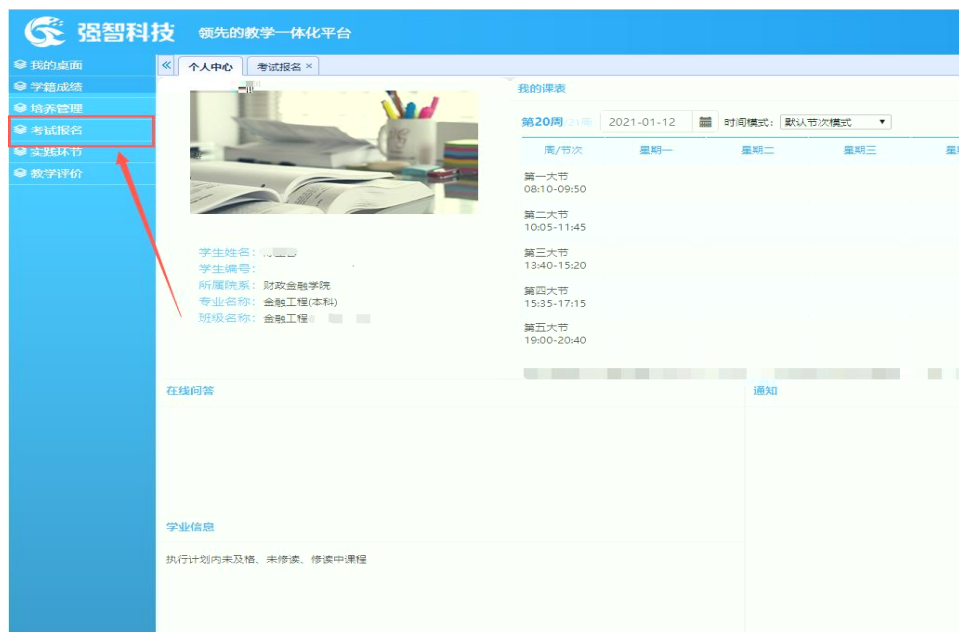 强智科技 领先的教学一体化平台
我的桌面
学籍成绩
培养管理
考试报名
实践环节
教学评价
个人中心 考试报名 ×
学生姓名：
学生编号：
所属院系：财政金融学院
专业名称：金融工程(本科)
班级名称：金融工程
我的课表
第20周 2021-01-12 时间模式： 默认节次模式
周/节次 星期一 星期二 星期三
第一大节
08:10-09:50
第二大节
10:05-11:45
第三大节
13:40-15:20
第四大节
15:35-17:15
第五大节
19:00-20:40
在线问答
通知
学业信息
执行计划内未及格、未修读、修读中课程